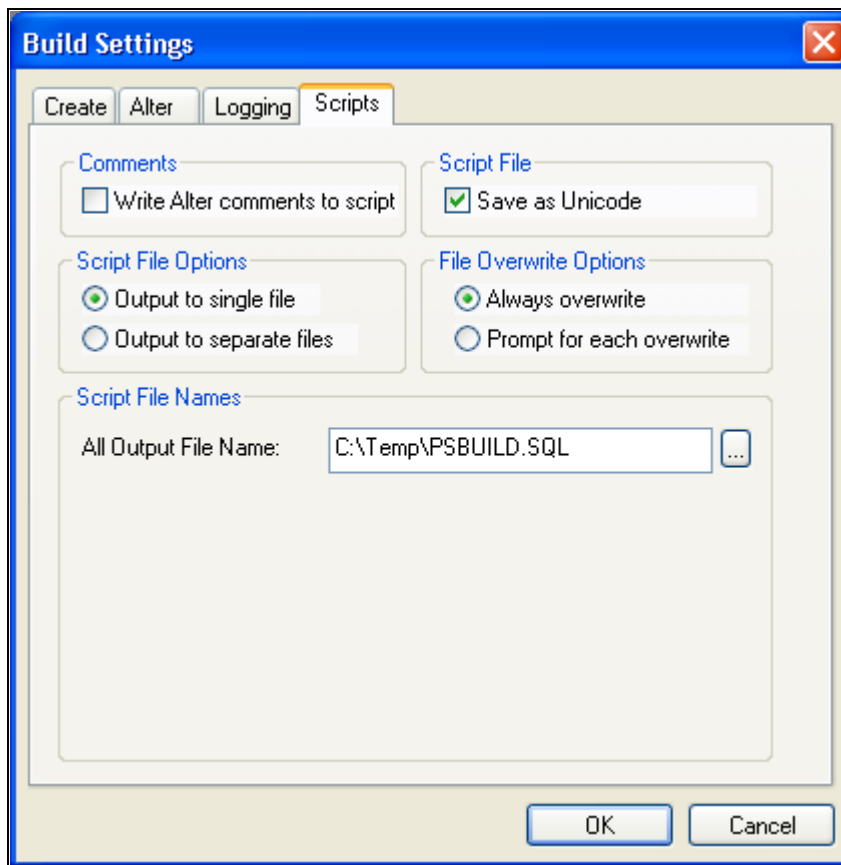 Build Settings
Create Alter Logging Scripts
Comments
Write Alter comments to script
Script File
Save as Unicode
Script File Options
Output to single file
Output to separate files
File Overwrite Options
Always overwrite
Prompt for each overwrite
Script File Names
All Output File Name: C:\Temp\PSBUILD.SQL ...
OK Cancel